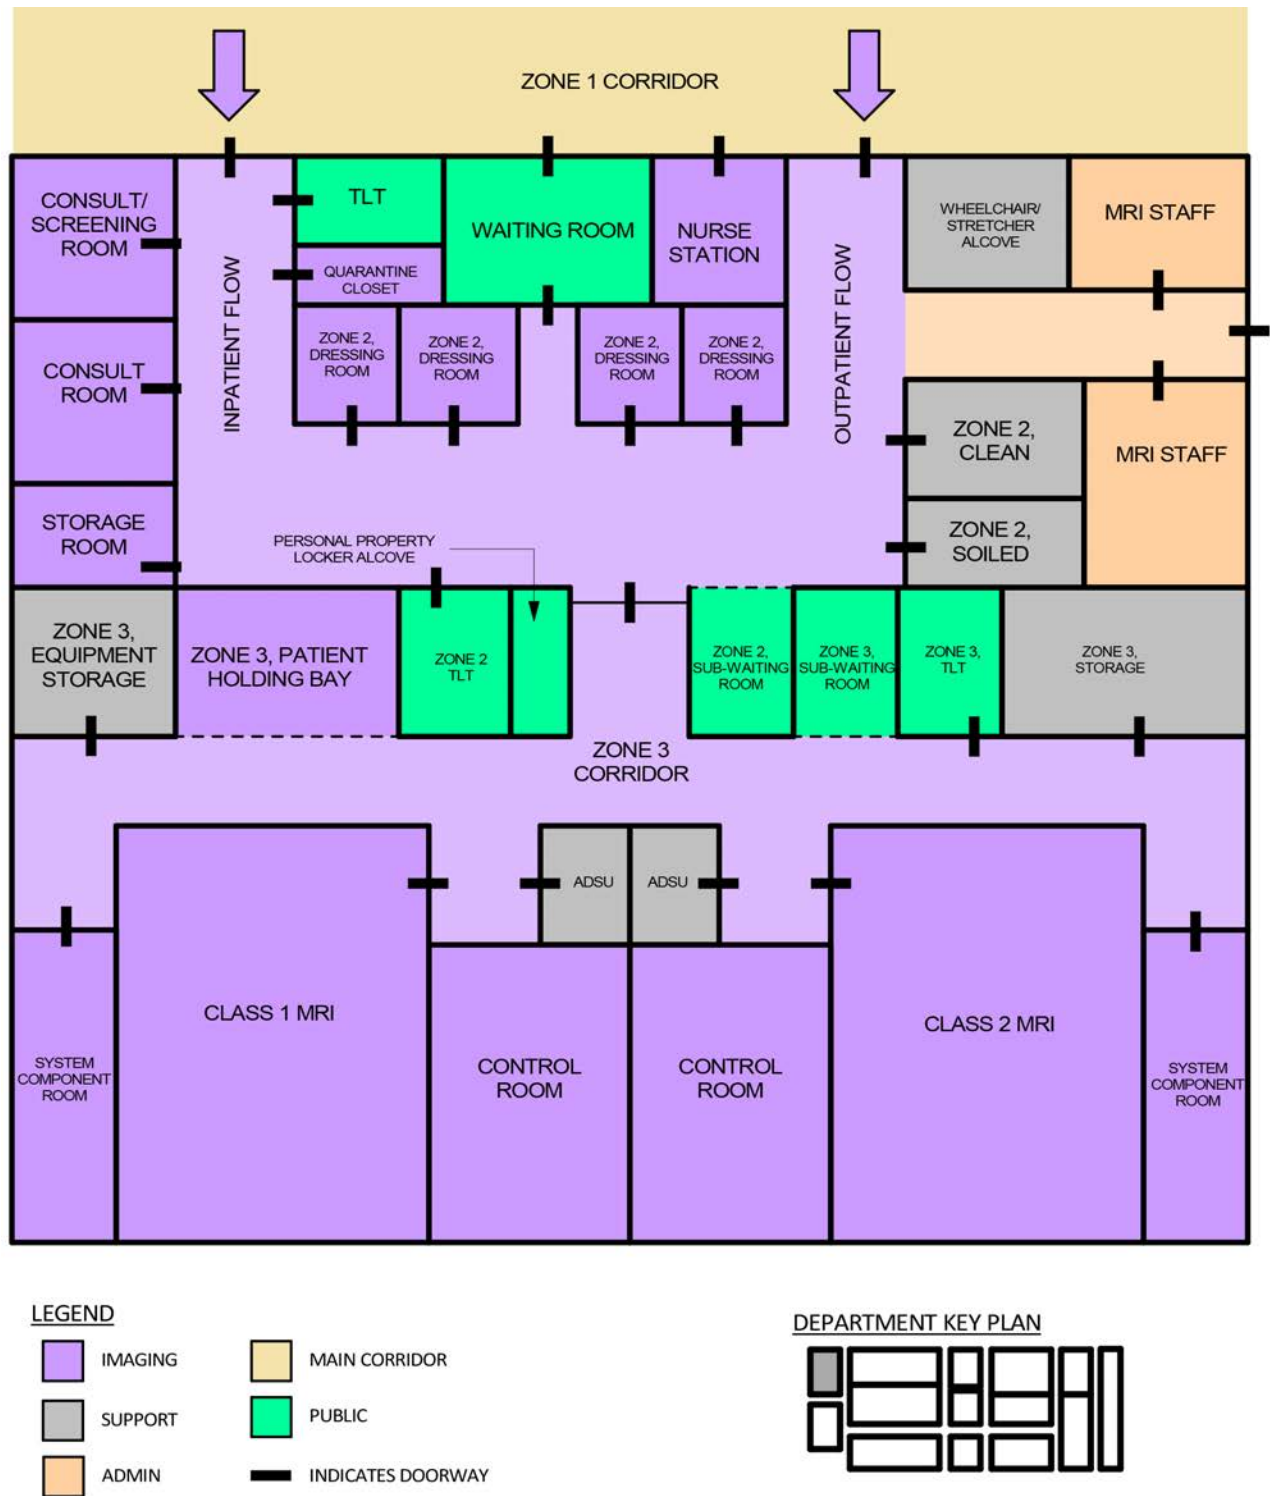 ZONE 1 CORRIDOR
CONSULT/
SCREENING
ROOM
TLT
WAITING ROOM
NURSE
STATION
WHEELCHAIR/
STRETCHER
ALCOVE
MRI STAFF
QUARANTINE
CLOSET
INPATIENT FLOW
OUTPATIENT FLOW
CONSULT
ROOM
ZONE 2,
DRESSING
ROOM
ZONE 2,
DRESSING
ROOM
ZONE 2,
DRESSING
ROOM
ZONE 2,
DRESSING
ROOM
ZONE 2,
CLEAN
MRI STAFF
STORAGE
ROOM
PERSONAL PROPERTY
LOCKER ALCOVE
ZONE 2,
SOILED
ZONE 3,
EQUIPMENT
STORAGE
ZONE 3, PATIENT
HOLDING BAY
ZONE 2
TLT
ZONE 2,
SUB-WAITING
ROOM
ZONE 3,
SUB-WAITING
ROOM
ZONE 3,
TLT
ZONE 3,
STORAGE
ZONE 3
CORRIDOR
ADSU
ADSU
CLASS 1 MRI
CLASS 2 MRI
SYSTEM
COMPONENT
ROOM
CONTROL
ROOM
CONTROL
ROOM
SYSTEM
COMPONENT
ROOM
LEGEND
IMAGING
MAIN CORRIDOR
SUPPORT
PUBLIC
ADMIN
INDICATES DOORWAY
DEPARTMENT KEY PLAN